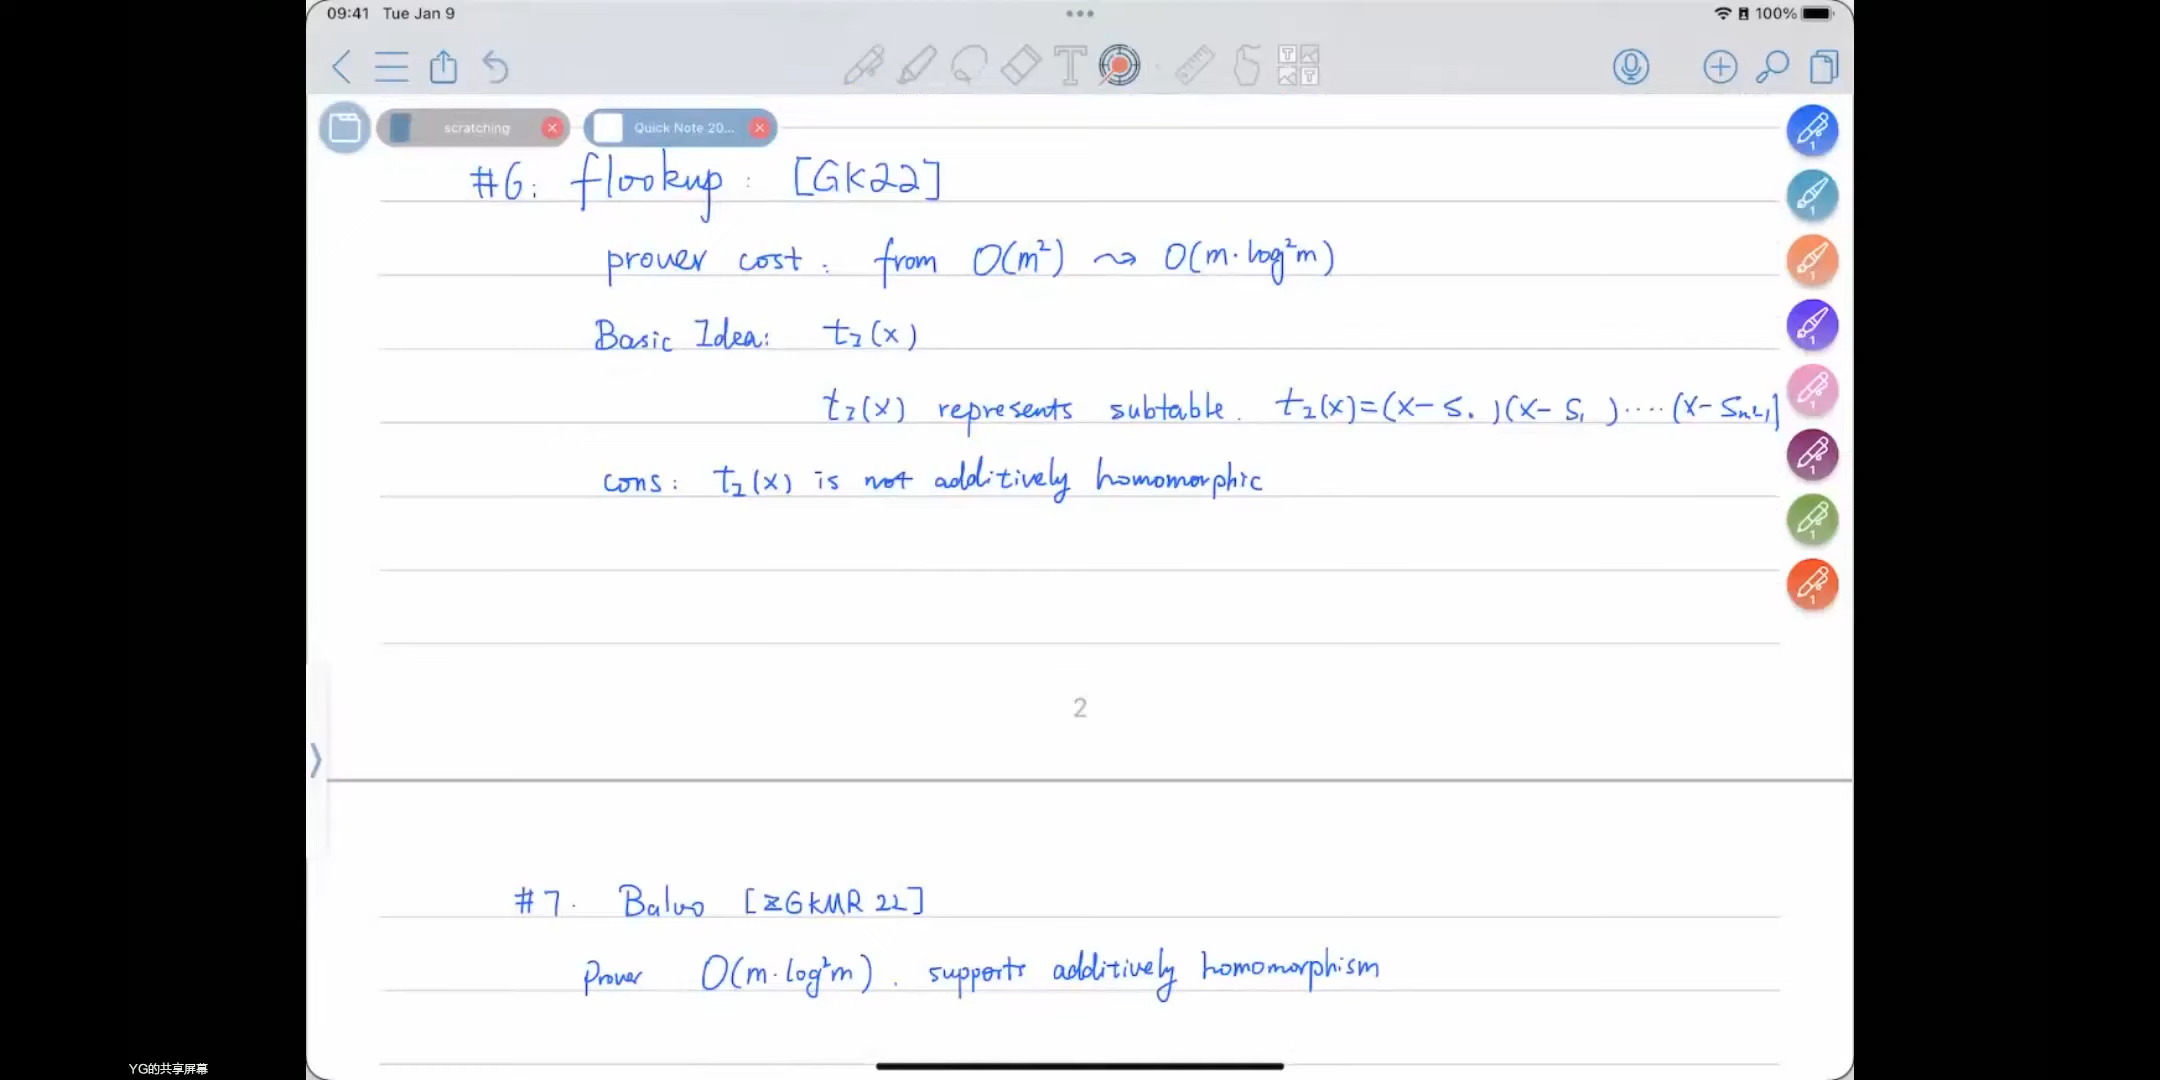 09:41 Tue Jan 9
100%
scratching
Quick Note 20...
#6: flookup: [GK22]
prover cost: from O(m²) ⇝ O(m·log²m)
Basic Idea: t₂(x)
t₂(x) represents subtable. t₂(x)=(x-s₀)(x-s₁)····(x-sₘ₋₁)
cons: t₂(x) is not additively homomorphic
2
#7. Baloo [ZGKMR 22]
Prover O(m·log²m). supports additively homomorphism
YG的共享屏幕